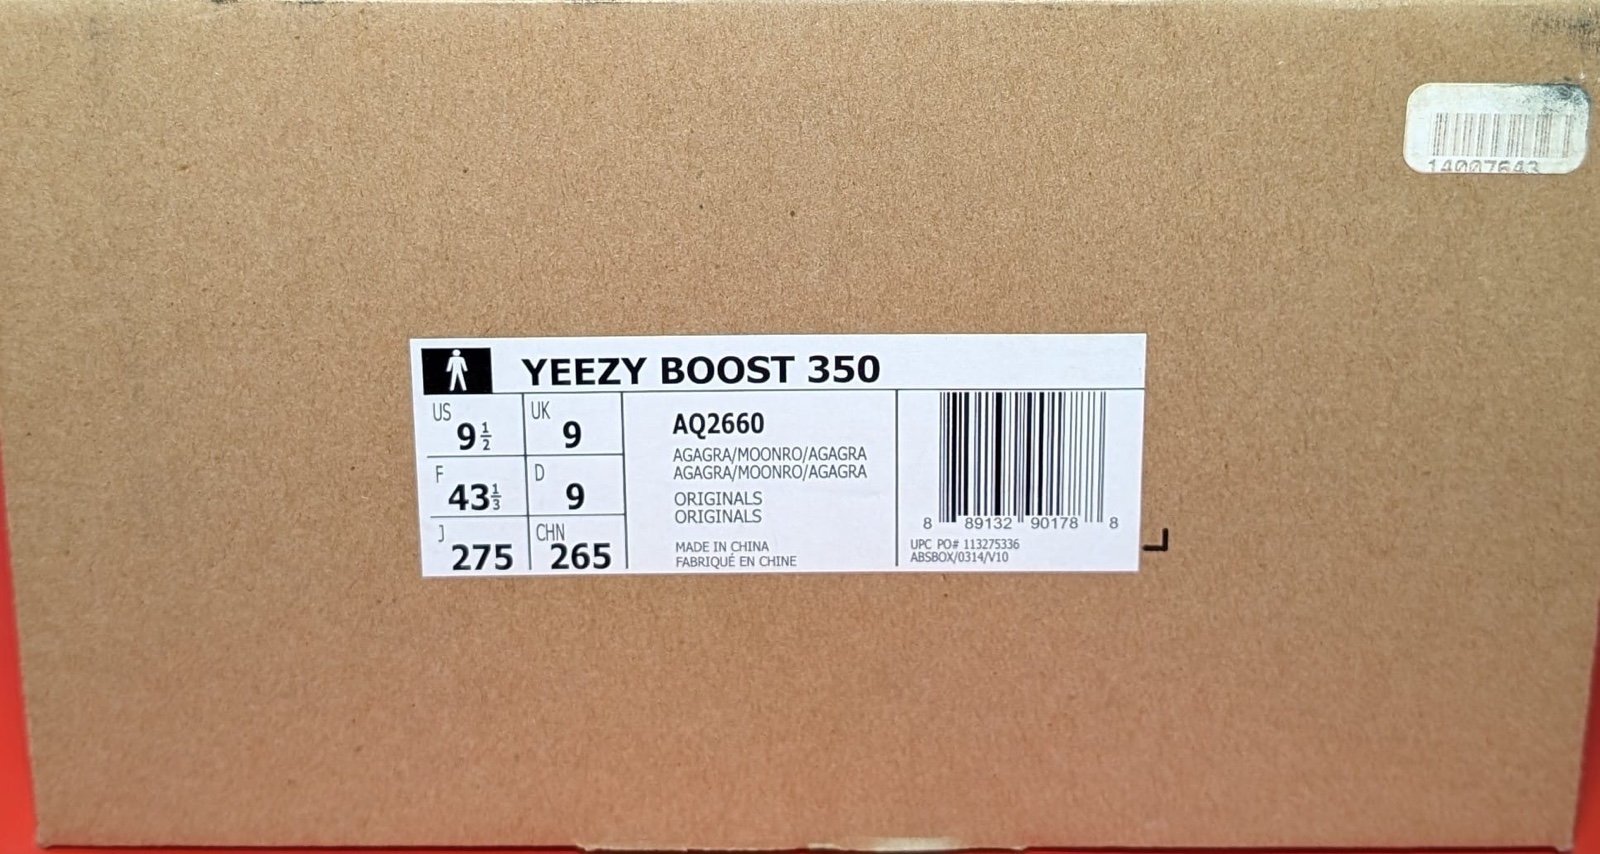 14007643
YEEZY BOOST 350
US 9 1/2
UK 9
F 43 1/3
D 9
J 275
CHN 265
AQ2660
AGAGRA/MOONRO/AGAGRA
AGAGRA/MOONRO/AGAGRA
ORIGINALS
ORIGINALS
MADE IN CHINA
FABRIQUÉ EN CHINE
8 89132 90178 8
UPC PO# 113275336
ABSBOX/0314/V10